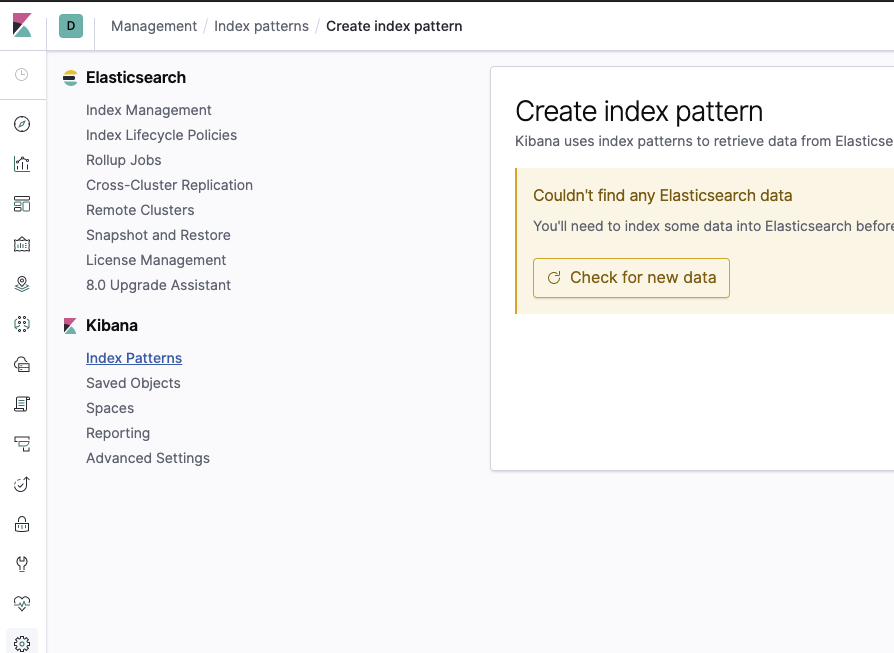 D Management / Index patterns / Create index pattern
Elasticsearch
Index Management
Index Lifecycle Policies
Rollup Jobs
Cross-Cluster Replication
Remote Clusters
Snapshot and Restore
License Management
8.0 Upgrade Assistant
Kibana
Index Patterns
Saved Objects
Spaces
Reporting
Advanced Settings
Create index pattern
Kibana uses index patterns to retrieve data from Elasticse
Couldn't find any Elasticsearch data
You'll need to index some data into Elasticsearch before
Check for new data